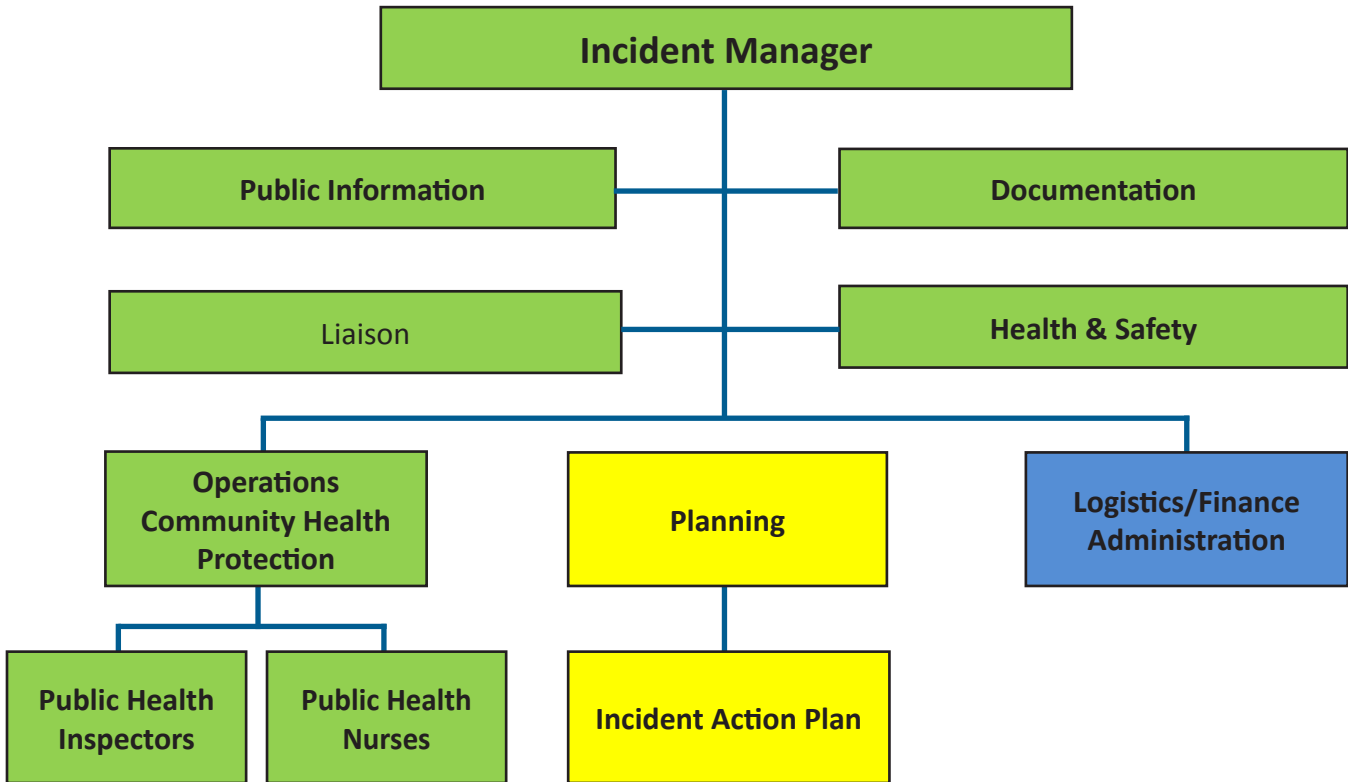 Incident Manager
Public Information
Documentation
Liaison
Health & Safety
Operations
Community Health
Protection
Planning
Logistics/Finance
Administration
Public Health
Inspectors
Public Health
Nurses
Incident Action Plan